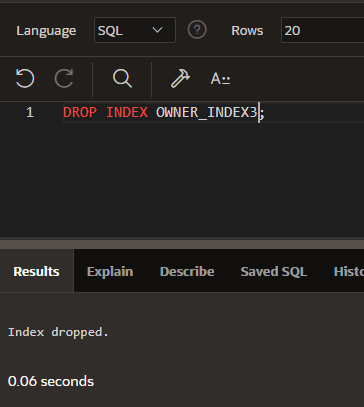 Language SQL Rows 20
A::
1 DROP INDEX OWNER_INDEX3;
Results Explain Describe Saved SQL Histo
Index dropped.
0.06 seconds